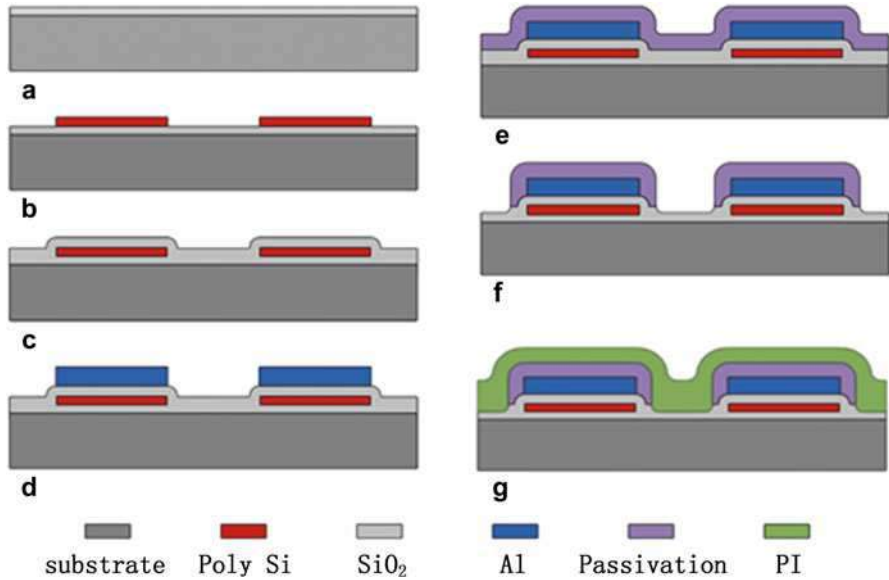 a
b
c
d
e
f
g
substrate
Poly Si
SiO₂
Al
Passivation
PI